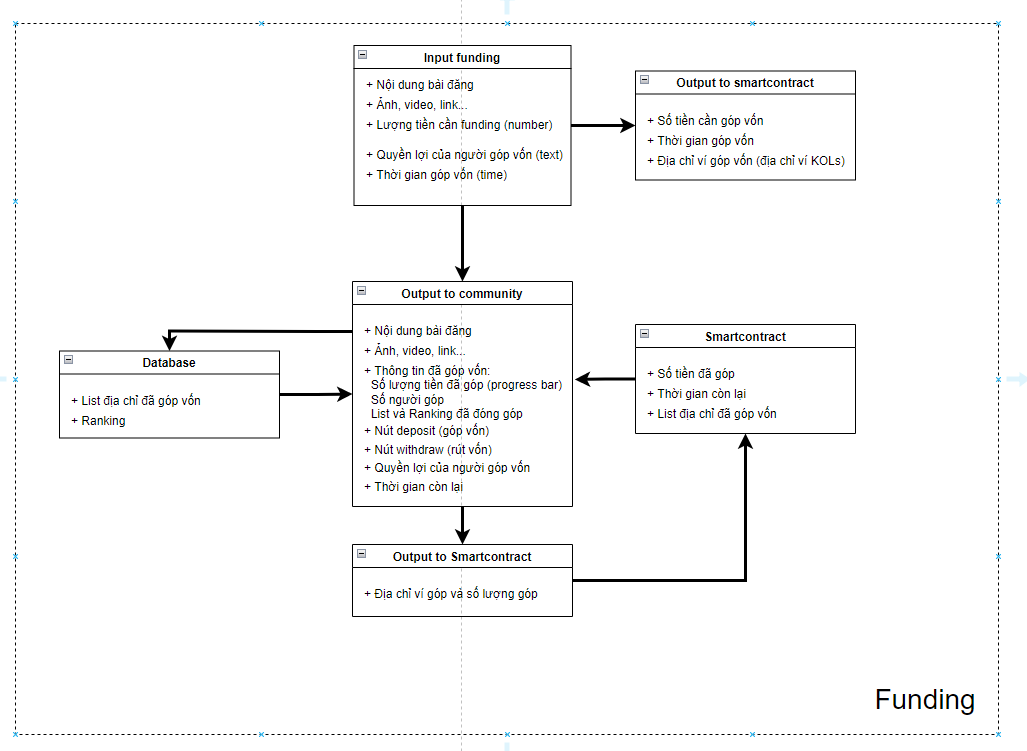 Input funding
+ Nội dung bài đăng
+ Ảnh, video, link...
+ Lượng tiền cần funding (number)
+ Quyền lợi của người góp vốn (text)
+ Thời gian góp vốn (time)
Output to smartcontract
+ Số tiền cần góp vốn
+ Thời gian góp vốn
+ Địa chỉ ví góp vốn (địa chỉ ví KOLs)
Output to community
+ Nội dung bài đăng
+ Ảnh, video, link...
+ Thông tin đã góp vốn:
Số lượng tiền đã góp (progress bar)
Số người góp
List và Ranking đã đóng góp
+ Nút deposit (góp vốn)
+ Nút withdraw (rút vốn)
+ Quyền lợi của người góp vốn
+ Thời gian còn lại
Database
+ List địa chỉ đã góp vốn
+ Ranking
Smartcontract
+ Số tiền đã góp
+ Thời gian còn lại
+ List địa chỉ đã góp vốn
Output to Smartcontract
+ Địa chỉ ví góp và số lượng góp
Funding